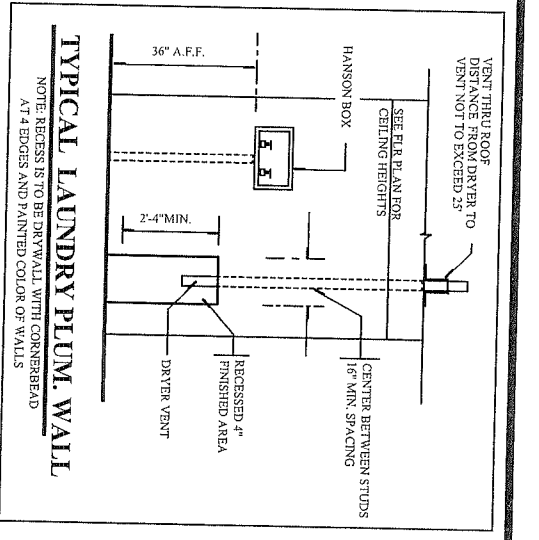 VENT THRU ROOF
DISTANCE FROM DRYER TO
VENT NOT TO EXCEED 25'
SEE FLR PLAN FOR
CEILING HEIGHTS
HANSON BOX
36" A.F.F.
2'-4"MIN.
CENTER BETWEEN STUDS
16" MIN. SPACING
RECESSED 4"
FINISHED AREA
DRYER VENT
TYPICAL LAUNDRY PLUM. WALL
NOTE: RECESS IS TO BE DRYWALL WITH CORNERBEAD
AT 4 EDGES AND PAINTED COLOR OF WALLS